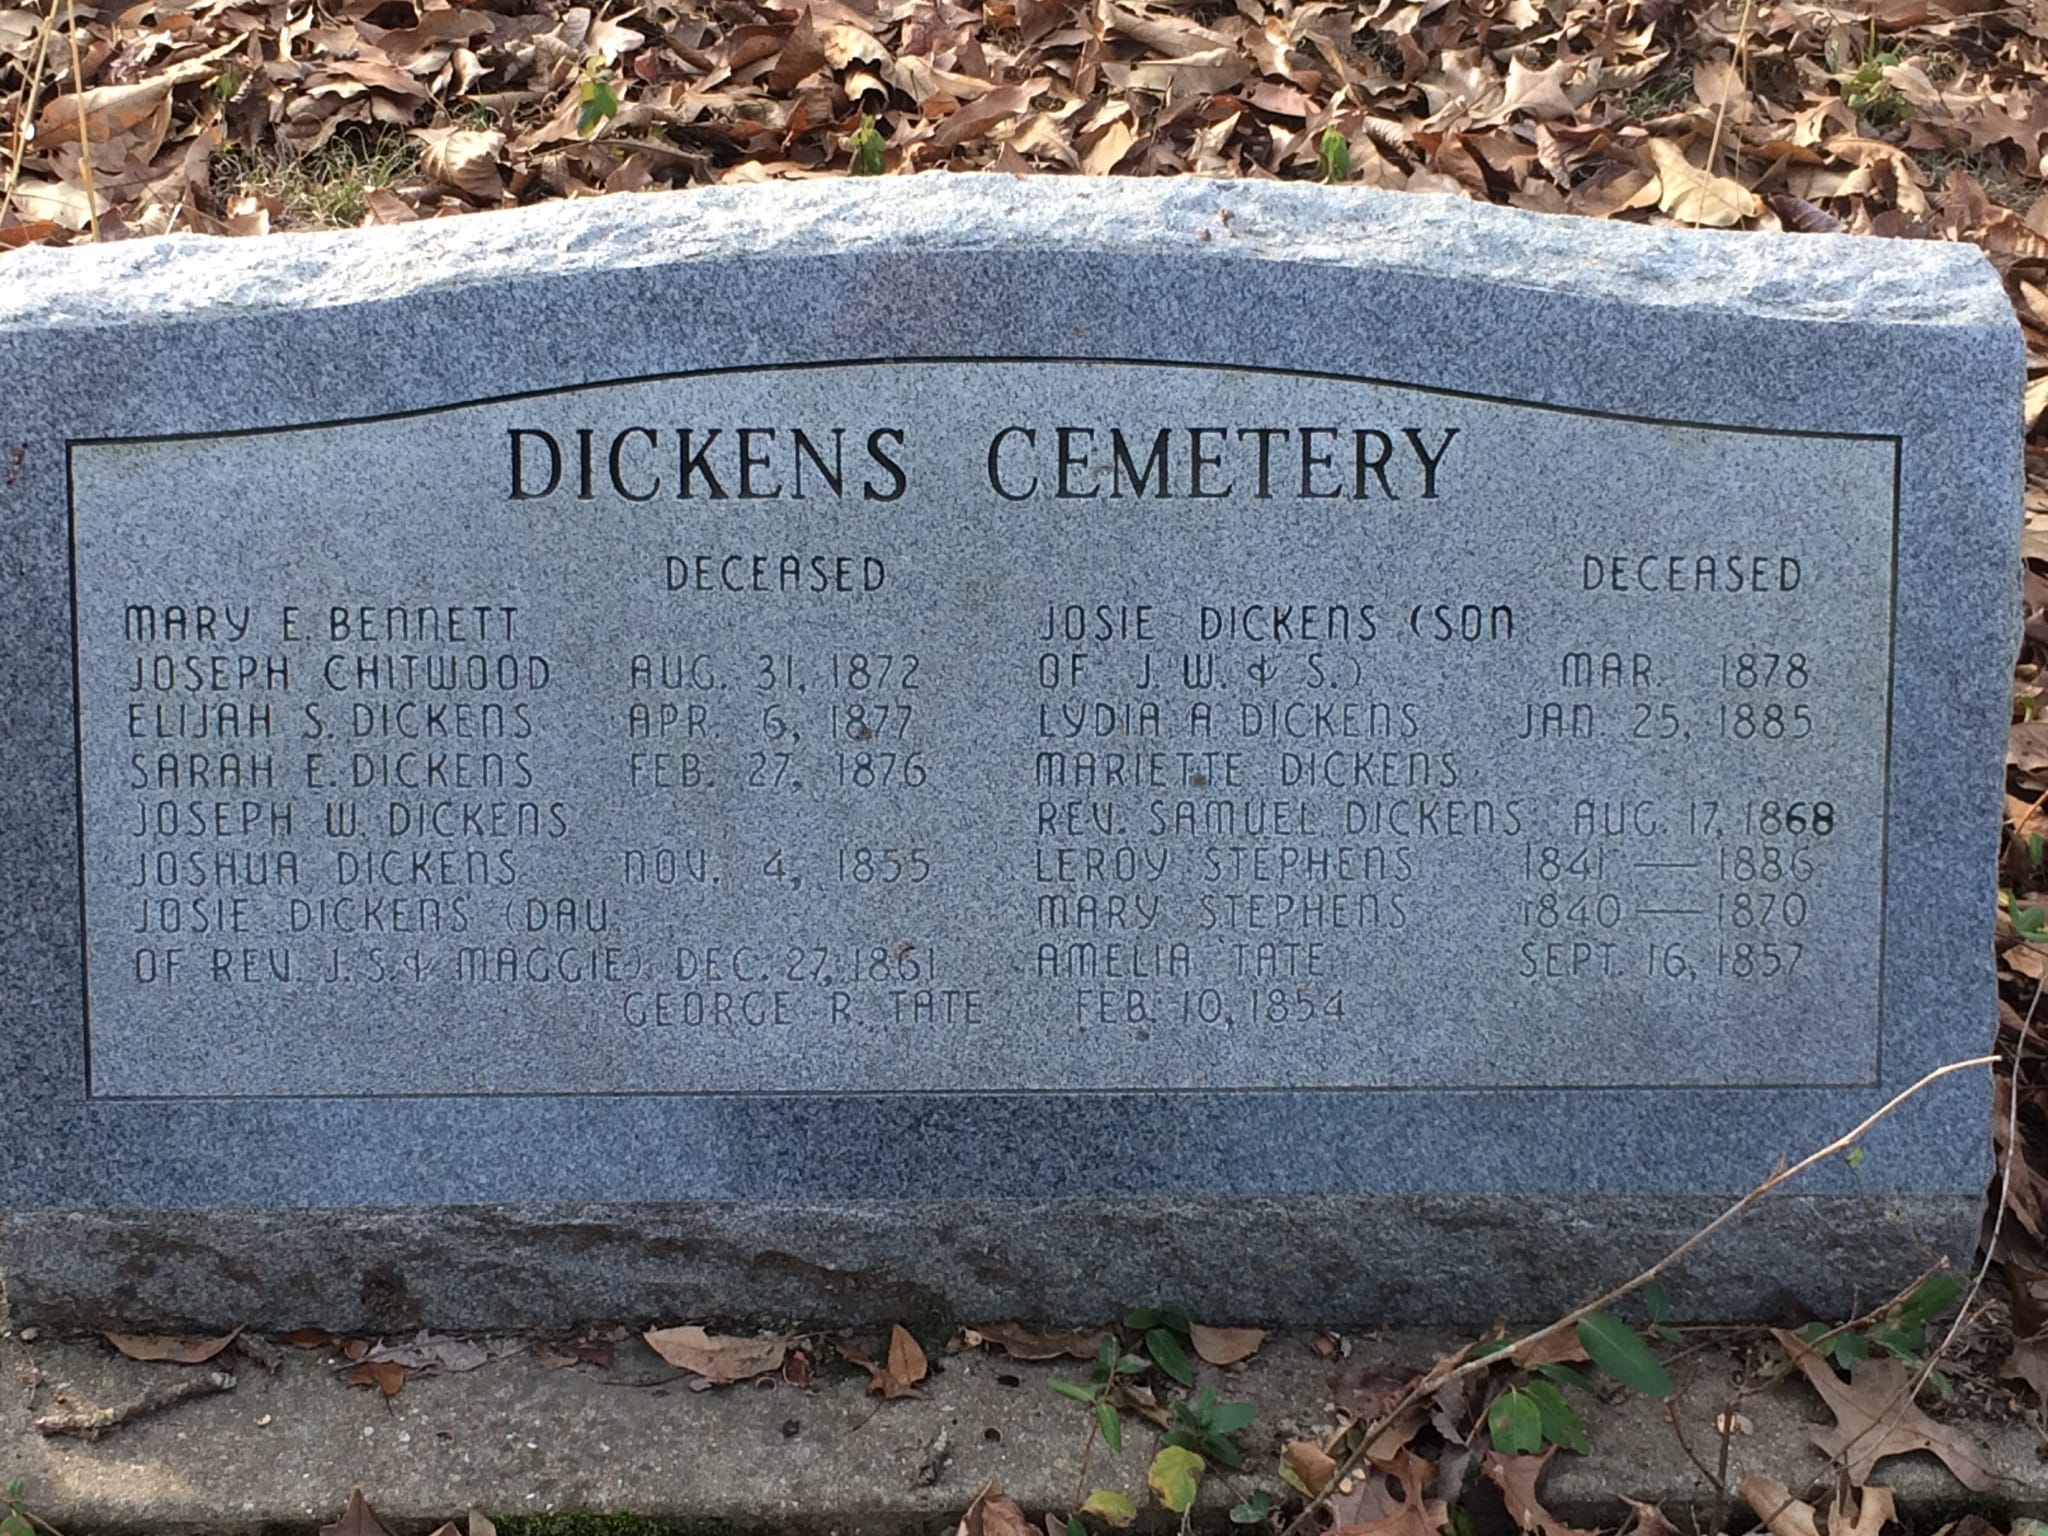 DICKENS CEMETERY
DECEASED
MARY E. BENNETT
JOSEPH CHITWOOD AUG. 31, 1872
ELIJAH S. DICKENS APR. 6, 1877
SARAH E. DICKENS FEB. 27, 1876
JOSEPH W. DICKENS
JOSHUA DICKENS NOV. 4, 1855
JOSIE DICKENS (DAU.
OF REV. J. S. & MAGGIE) DEC. 27, 1861
DECEASED
JOSIE DICKENS (SON
OF J. W. & S.) MAR. 1878
LYDIA A DICKENS JAN. 25, 1885
MARIETTE DICKENS
REV. SAMUEL DICKENS AUG. 17, 1868
LEROY STEPHENS 1841 — 1886
MARY STEPHENS 1840 — 1870
AMELIA TATE SEPT. 16, 1857
GEORGE R. TATE FEB. 10, 1854